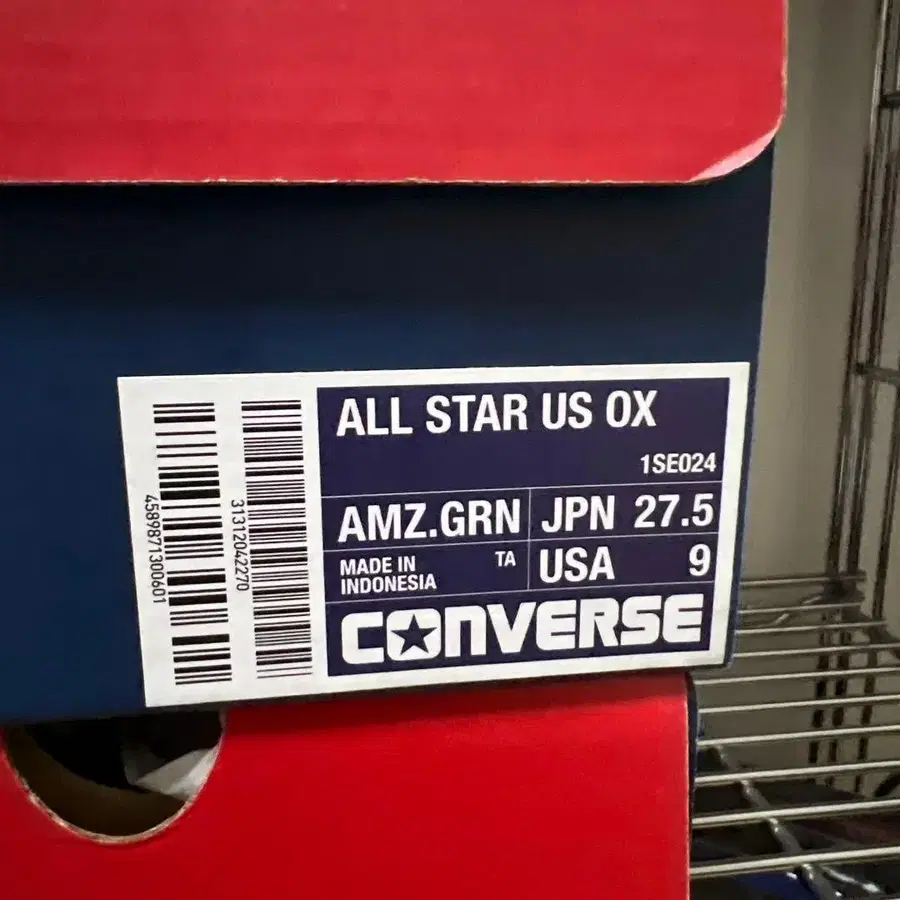 ALL STAR US OX
1SE024
AMZ.GRN JPN 27.5
MADE IN INDONESIA TA USA 9
CONVERSE
4589871300601
31312042270